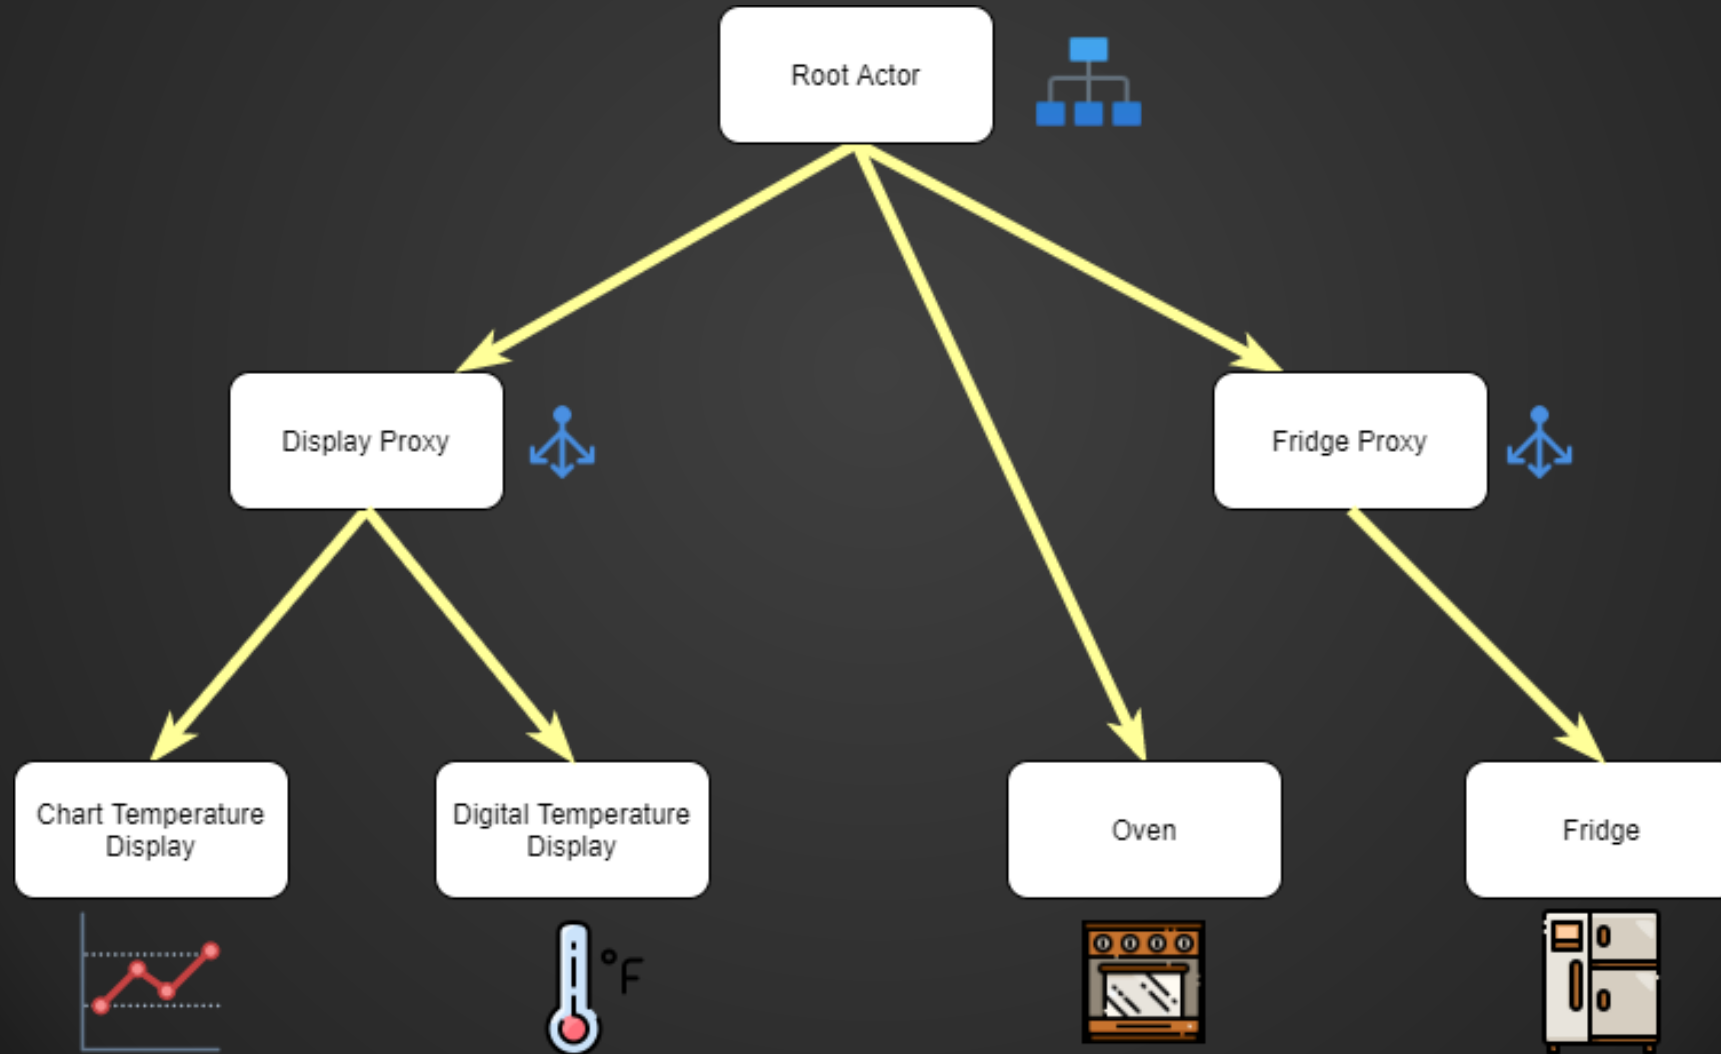 Root Actor
Display Proxy
Fridge Proxy
Chart Temperature
Display
Digital Temperature
Display
Oven
Fridge
°F